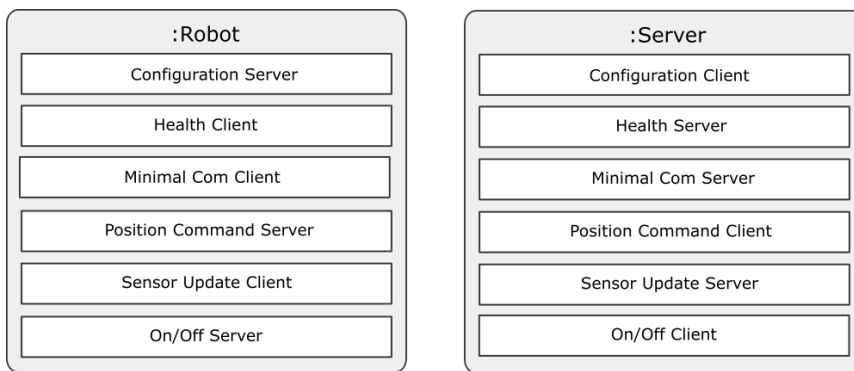 :Robot
Configuration Server
Health Client
Minimal Com Client
Position Command Server
Sensor Update Client
On/Off Server
:Server
Configuration Client
Health Server
Minimal Com Server
Position Command Client
Sensor Update Server
On/Off Client